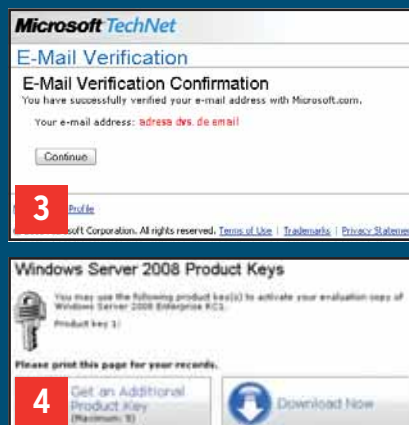 Microsoft TechNet
E-Mail Verification
E-Mail Verification Confirmation
You have successfully verified your e-mail address with Microsoft.com.
Your e-mail address: adresa dvs. de email
Continue
3
Profile
soft Corporation. All rights reserved. Terms of Use | Trademarks | Privacy Statemen
Windows Server 2008 Product Keys
You may use the following product key(s) to activate your evaluation copy of
Windows Server 2008 Enterprise RC1.
Product key 1:
Please print this page for your records.
4
Get an Additional
Product Key
(Maximum: 5)
Download Now